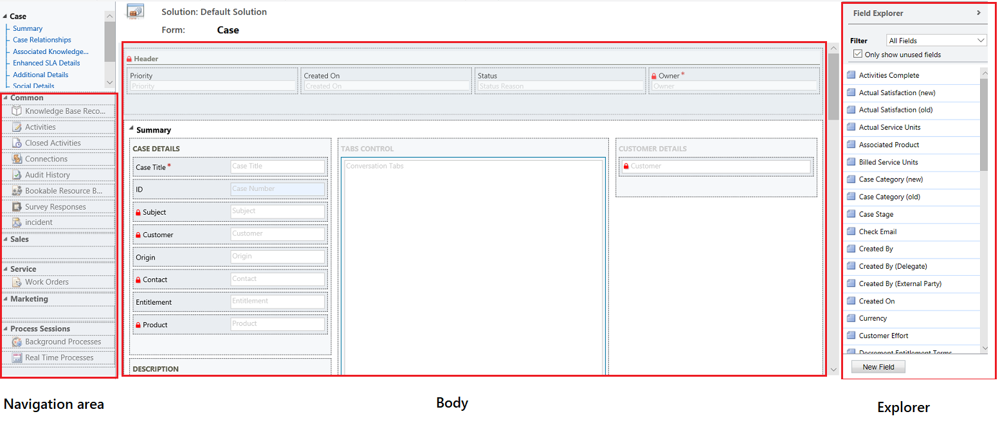 Case
Summary
Case Relationships
Associated Knowledge...
Enhanced SLA Details
Additional Details
Social Details
Common
Knowledge Base Reco...
Activities
Closed Activities
Connections
Audit History
Bookable Resource B...
Survey Responses
incident
Sales
Service
Work Orders
Marketing
Process Sessions
Background Processes
Real Time Processes
Navigation area
Solution: Default Solution
Form: Case
Header
Priority
Priority
Created On
Created On
Status
Status Reason
Owner*
Owner
Summary
CASE DETAILS
Case Title* Case Title
ID Case Number
Subject Subject
Customer Customer
Origin Origin
Contact Contact
Entitlement Entitlement
Product Product
DESCRIPTION
TABS CONTROL
Conversation Tabs
CUSTOMER DETAILS
Customer
Body
Field Explorer
Filter All Fields
Only show unused fields
Activities Complete
Actual Satisfaction (new)
Actual Satisfaction (old)
Actual Service Units
Associated Product
Billed Service Units
Case Category (new)
Case Category (old)
Case Stage
Check Email
Created By
Created By (Delegate)
Created By (External Party)
Created On
Currency
Customer Effort
Decrement Entitlement Terms
New Field
Explorer